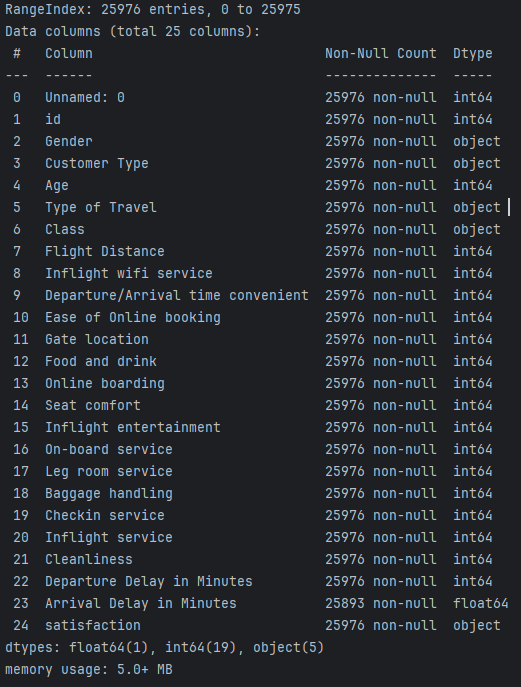 RangeIndex: 25976 entries, 0 to 25975
Data columns (total 25 columns):
 #   Column                             Non-Null Count  Dtype
---  ------                             --------------  -----
 0   Unnamed: 0                         25976 non-null  int64
 1   id                                 25976 non-null  int64
 2   Gender                             25976 non-null  object
 3   Customer Type                      25976 non-null  object
 4   Age                                25976 non-null  int64
 5   Type of Travel                     25976 non-null  object
 6   Class                              25976 non-null  object
 7   Flight Distance                    25976 non-null  int64
 8   Inflight wifi service              25976 non-null  int64
 9   Departure/Arrival time convenient  25976 non-null  int64
 10  Ease of Online booking             25976 non-null  int64
 11  Gate location                      25976 non-null  int64
 12  Food and drink                     25976 non-null  int64
 13  Online boarding                    25976 non-null  int64
 14  Seat comfort                       25976 non-null  int64
 15  Inflight entertainment             25976 non-null  int64
 16  On-board service                   25976 non-null  int64
 17  Leg room service                   25976 non-null  int64
 18  Baggage handling                   25976 non-null  int64
 19  Checkin service                    25976 non-null  int64
 20  Inflight service                   25976 non-null  int64
 21  Cleanliness                        25976 non-null  int64
 22  Departure Delay in Minutes         25976 non-null  int64
 23  Arrival Delay in Minutes           25893 non-null  float64
 24  satisfaction                       25976 non-null  object
dtypes: float64(1), int64(19), object(5)
memory usage: 5.0+ MB